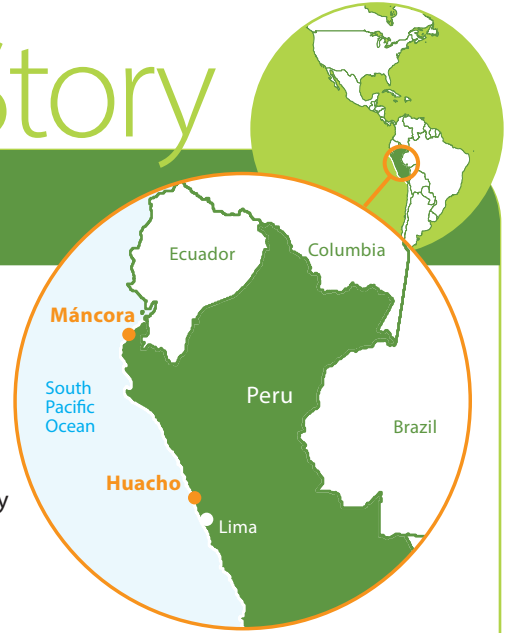 Story
Ecuador
Columbia
Máncora
South
Pacific
Ocean
Peru
Brazil
Huacho
Lima
y